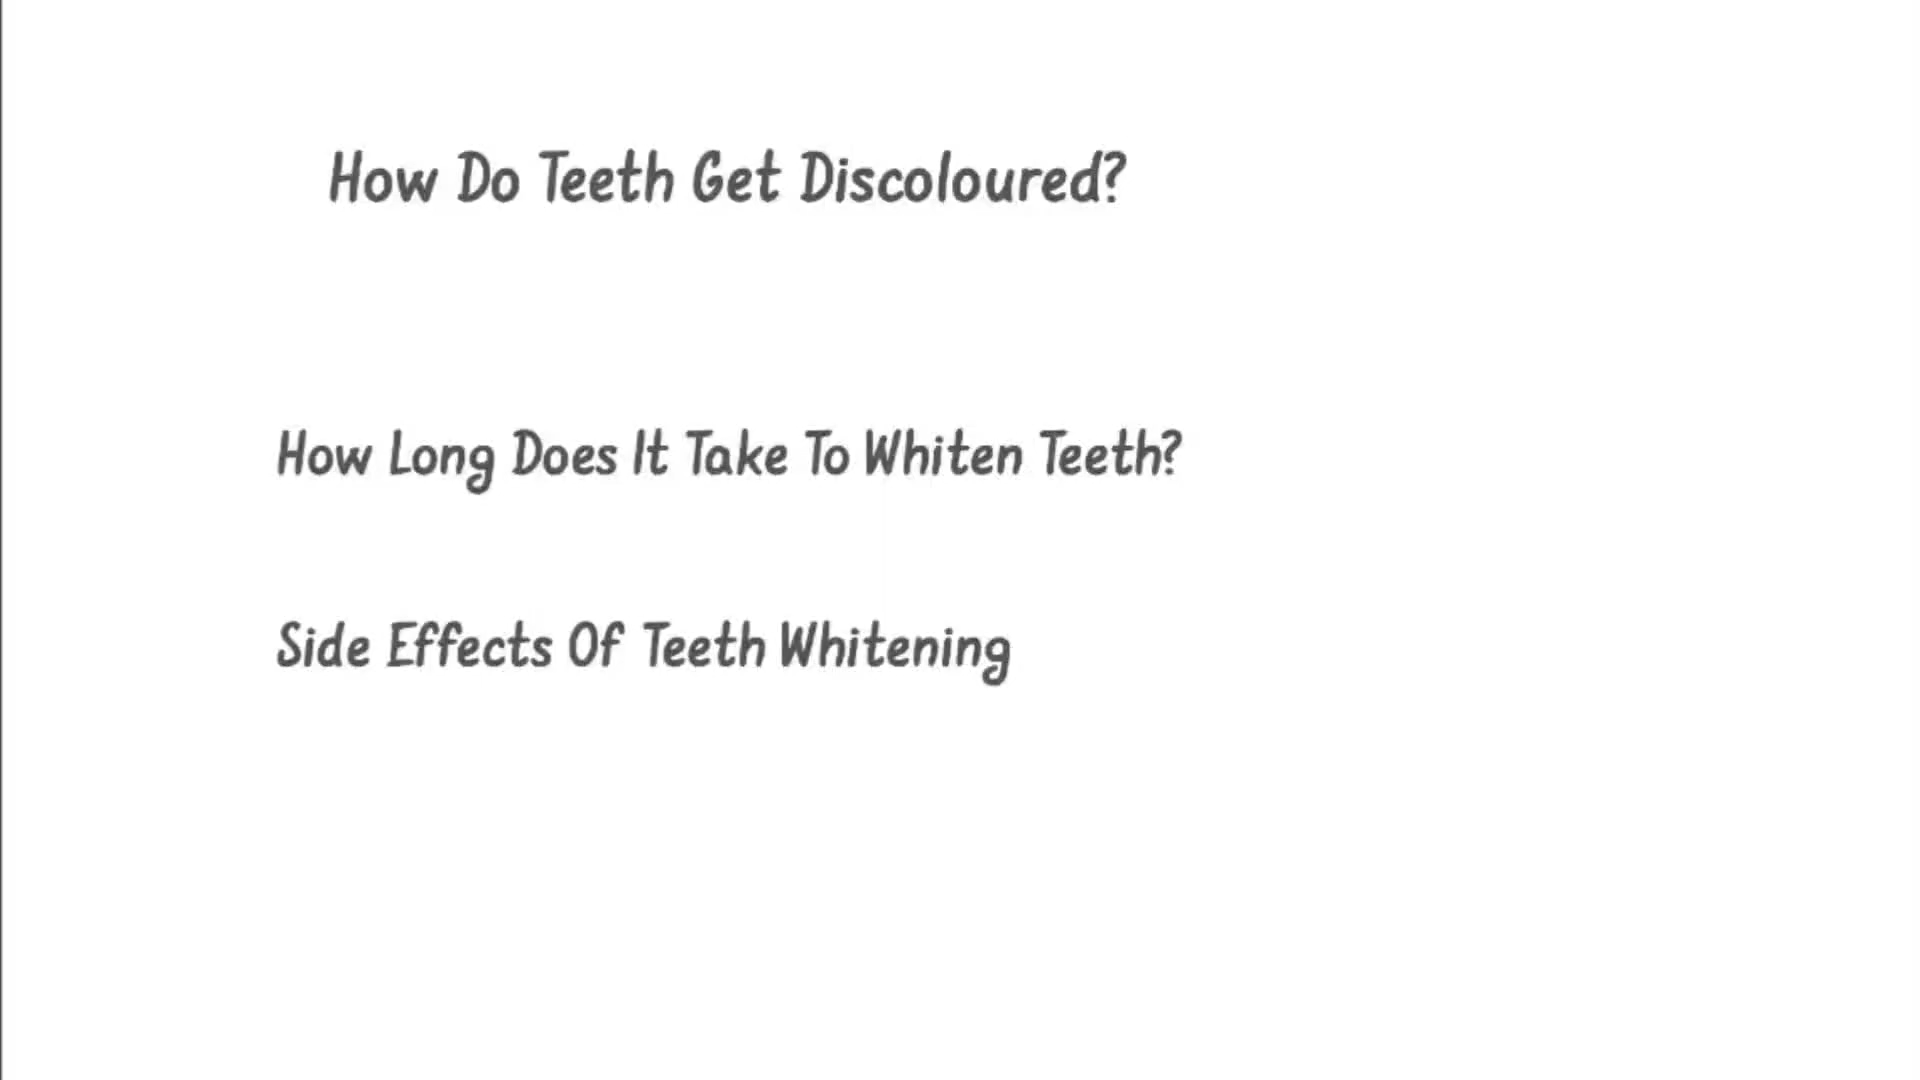 How Do Teeth Get Discoloured?
How Long Does It Take To Whiten Teeth?
Side Effects Of Teeth Whitening